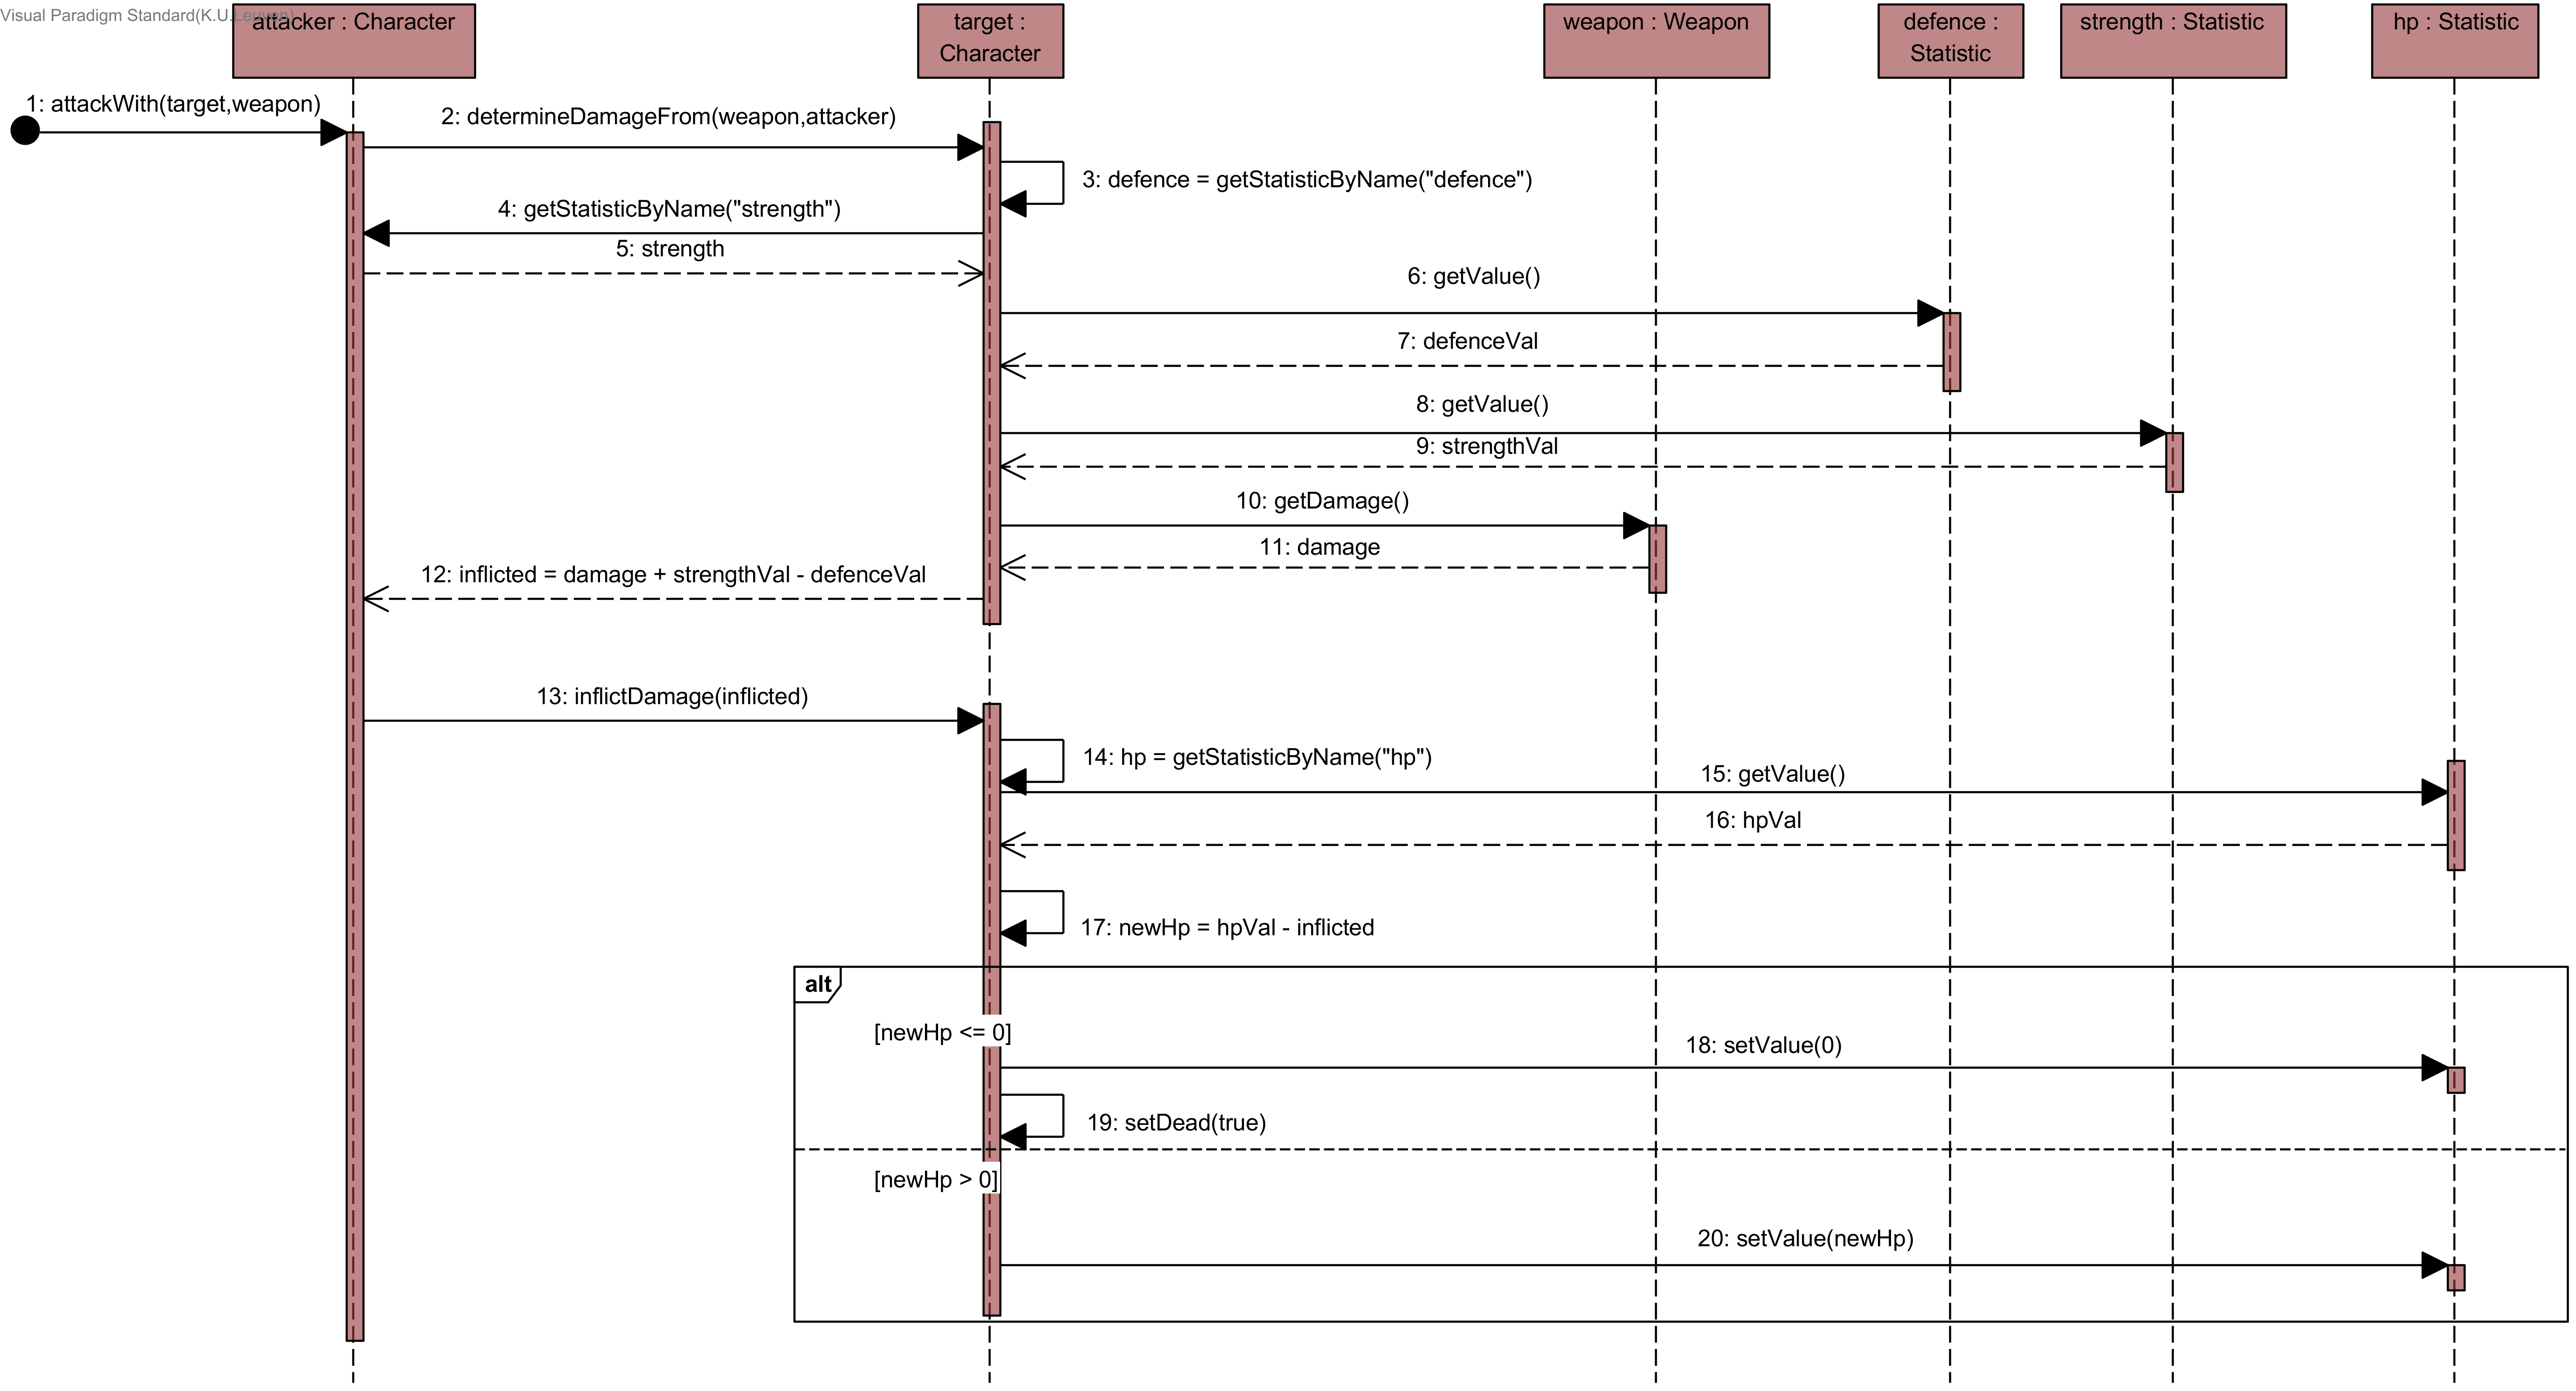 Visual Paradigm Standard(K.U.Leuven)
attacker : Character
target :
Character
weapon : Weapon
defence :
Statistic
strength : Statistic
hp : Statistic
1: attackWith(target,weapon)
2: determineDamageFrom(weapon,attacker)
3: defence = getStatisticByName("defence")
4: getStatisticByName("strength")
5: strength
6: getValue()
7: defenceVal
8: getValue()
9: strengthVal
10: getDamage()
11: damage
12: inflicted = damage + strengthVal - defenceVal
13: inflictDamage(inflicted)
14: hp = getStatisticByName("hp")
15: getValue()
16: hpVal
17: newHp = hpVal - inflicted
alt
[newHp <= 0]
18: setValue(0)
19: setDead(true)
[newHp > 0]
20: setValue(newHp)